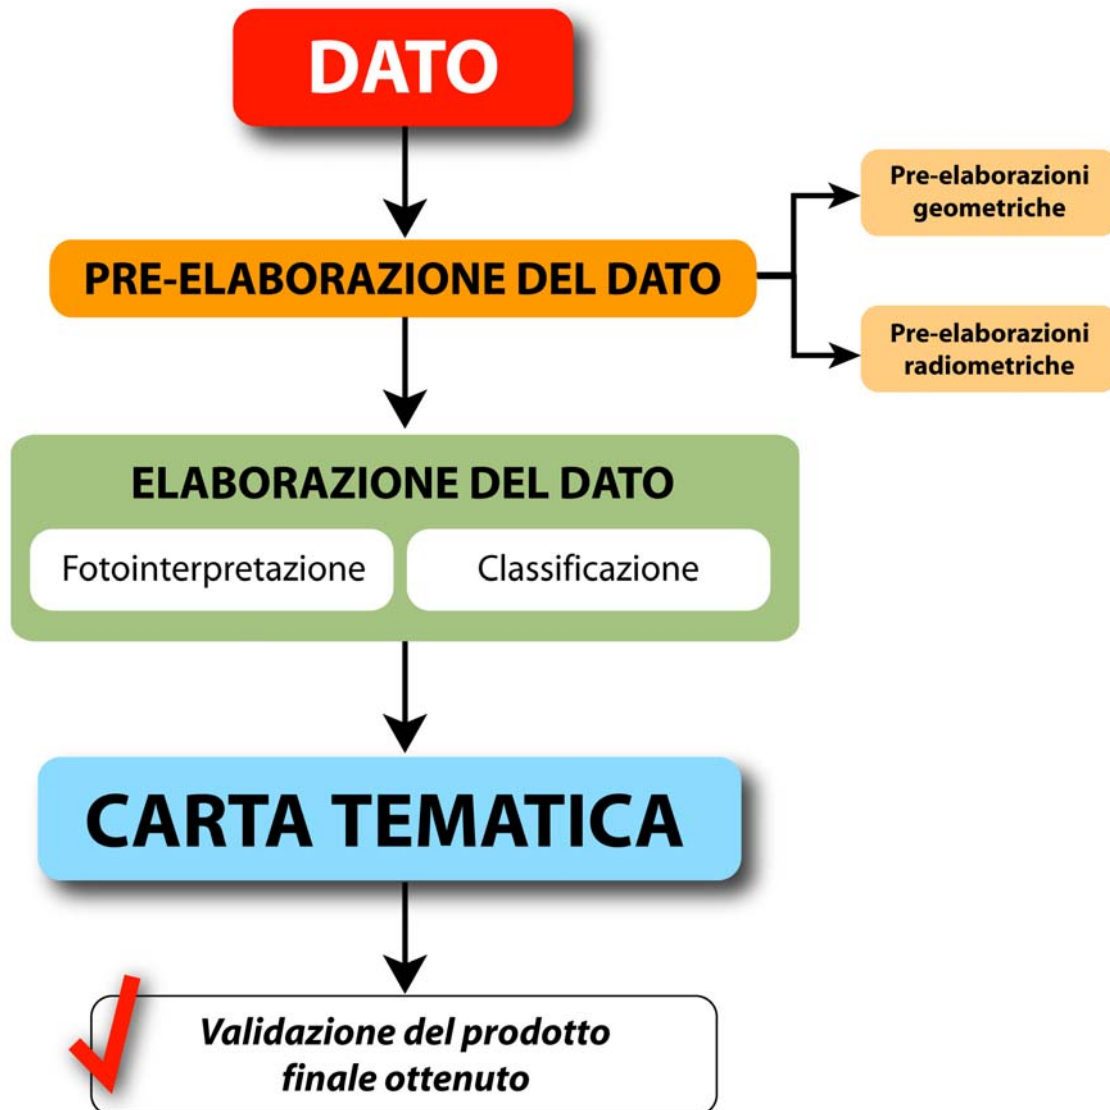 DATO
Pre-elaborazioni
geometriche
PRE-ELABORAZIONE DEL DATO
Pre-elaborazioni
radiometriche
ELABORAZIONE DEL DATO
Fotointerpretazione
Classificazione
CARTA TEMATICA
Validazione del prodotto
finale ottenuto